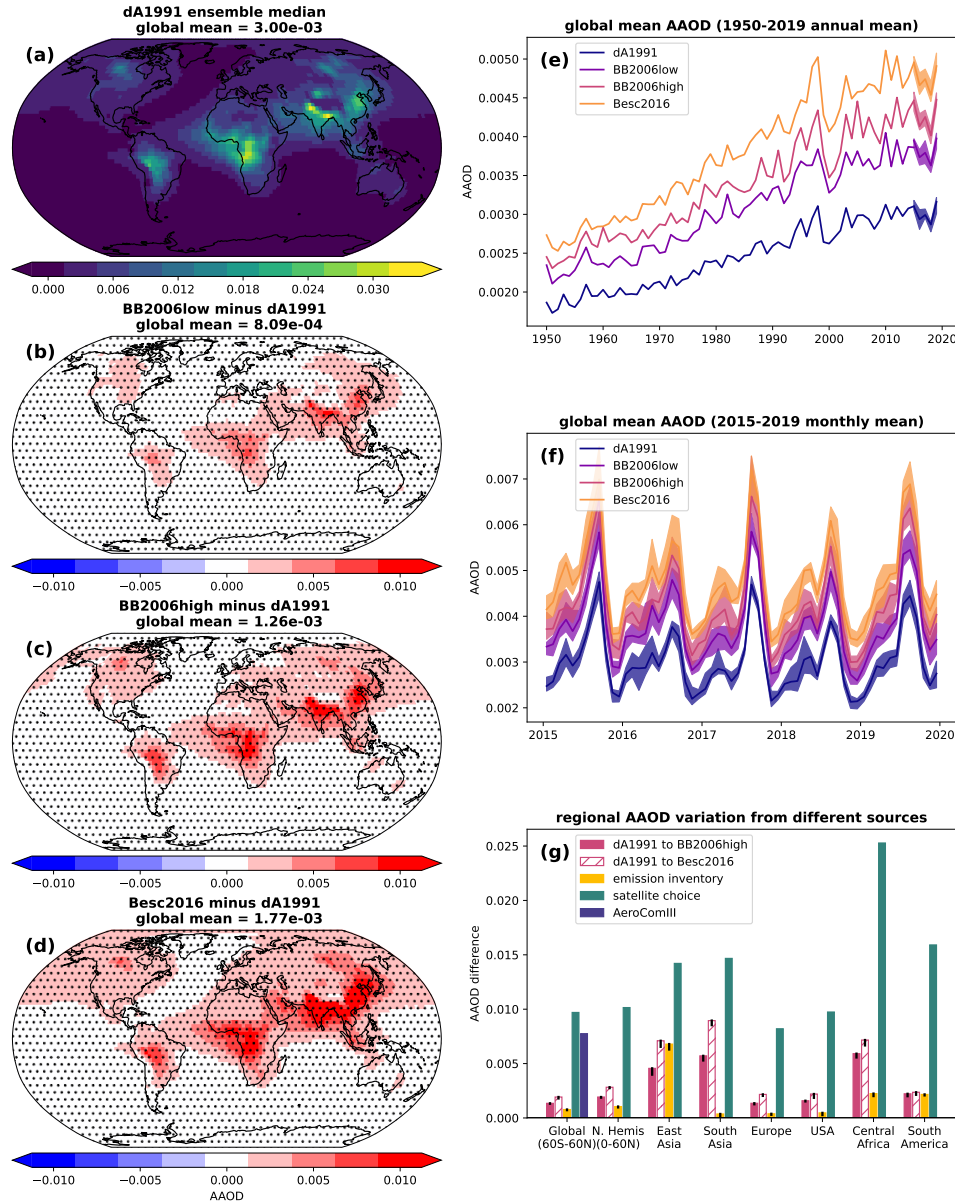 dA1991 ensemble median
global mean = 3.00e-03
(a)
0.000 0.006 0.012 0.018 0.024 0.030
BB2006low minus dA1991
global mean = 8.09e-04
(b)
−0.010 −0.005 0.000 0.005 0.010
BB2006high minus dA1991
global mean = 1.26e-03
(c)
−0.010 −0.005 0.000 0.005 0.010
Besc2016 minus dA1991
global mean = 1.77e-03
(d)
−0.010 −0.005 0.000 0.005 0.010
AAOD
global mean AAOD (1950-2019 annual mean)
(e)
dA1991
BB2006low
BB2006high
Besc2016
AAOD
0.0050
0.0045
0.0040
0.0035
0.0030
0.0025
0.0020
1950 1960 1970 1980 1990 2000 2010 2020
global mean AAOD (2015-2019 monthly mean)
(f)
dA1991
BB2006low
BB2006high
Besc2016
AAOD
0.007
0.006
0.005
0.004
0.003
0.002
2015 2016 2017 2018 2019 2020
regional AAOD variation from different sources
(g)
dA1991 to BB2006high
dA1991 to Besc2016
emission inventory
satellite choice
AeroComIII
AAOD difference
0.025
0.020
0.015
0.010
0.005
0.000
Global N. Hemis East South Europe USA Central South
(60S-60N) (0-60N) Asia Asia Africa America